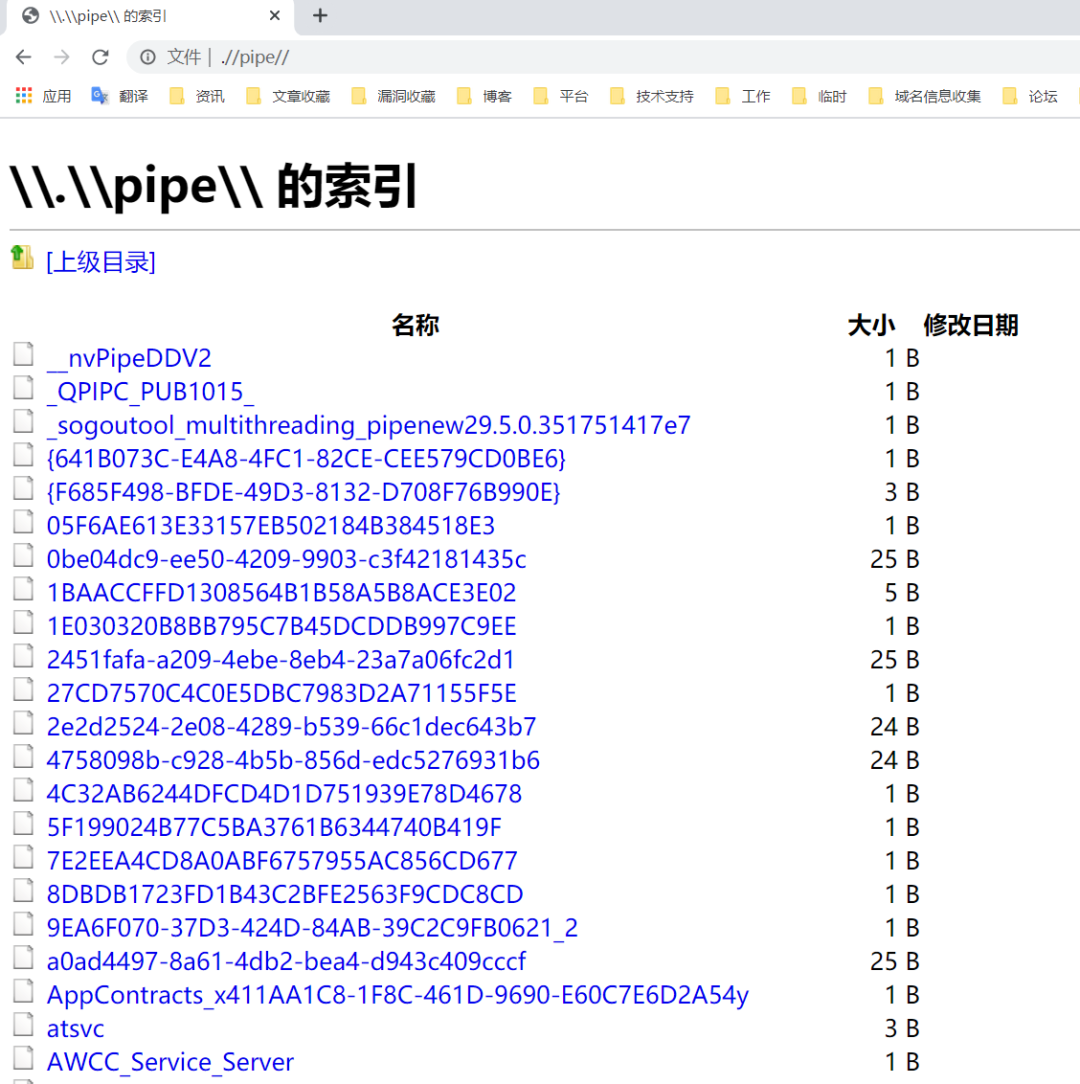 \\.\\pipe\\ 的索引
文件 | .//pipe//
应用 翻译 资讯 文章收藏 漏洞收藏 博客 平台 技术支持 工作 临时 域名信息收集 论坛
\\.\\pipe\\ 的索引
[上级目录]
名称 大小 修改日期
__nvPipeDDV2 1 B
_QPIPC_PUB1015_ 1 B
_sogoutool_multithreading_pipenew29.5.0.351751417e7 1 B
{641B073C-E4A8-4FC1-82CE-CEE579CD0BE6} 1 B
{F685F498-BFDE-49D3-8132-D708F76B990E} 3 B
05F6AE613E33157EB502184B384518E3 1 B
0be04dc9-ee50-4209-9903-c3f42181435c 25 B
1BAACCFFD1308564B1B58A5B8ACE3E02 5 B
1E030320B8BB795C7B45DCDDB997C9EE 1 B
2451fafa-a209-4ebe-8eb4-23a7a06fc2d1 25 B
27CD7570C4C0E5DBC7983D2A71155F5E 1 B
2e2d2524-2e08-4289-b539-66c1dec643b7 24 B
4758098b-c928-4b5b-856d-edc5276931b6 24 B
4C32AB6244DFCD4D1D751939E78D4678 1 B
5F199024B77C5BA3761B6344740B419F 1 B
7E2EEA4CD8A0ABF6757955AC856CD677 1 B
8DBDB1723FD1B43C2BFE2563F9CDC8CD 1 B
9EA6F070-37D3-424D-84AB-39C2C9FB0621_2 1 B
a0ad4497-8a61-4db2-bea4-d943c409cccf 25 B
AppContracts_x411AA1C8-1F8C-461D-9690-E60C7E6D2A54y 1 B
atsvc 3 B
AWCC_Service_Server 1 B